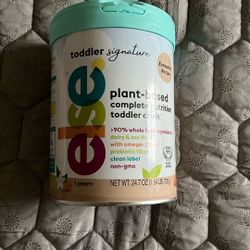 toddler signature
else
plant-based
complete nutrition
toddler drink
>90% whole food ingredients
dairy & soy-free
with omega-3
prebiotic fiber
clean label
non-gmo
1 year+
NET WT 24.7 OZ